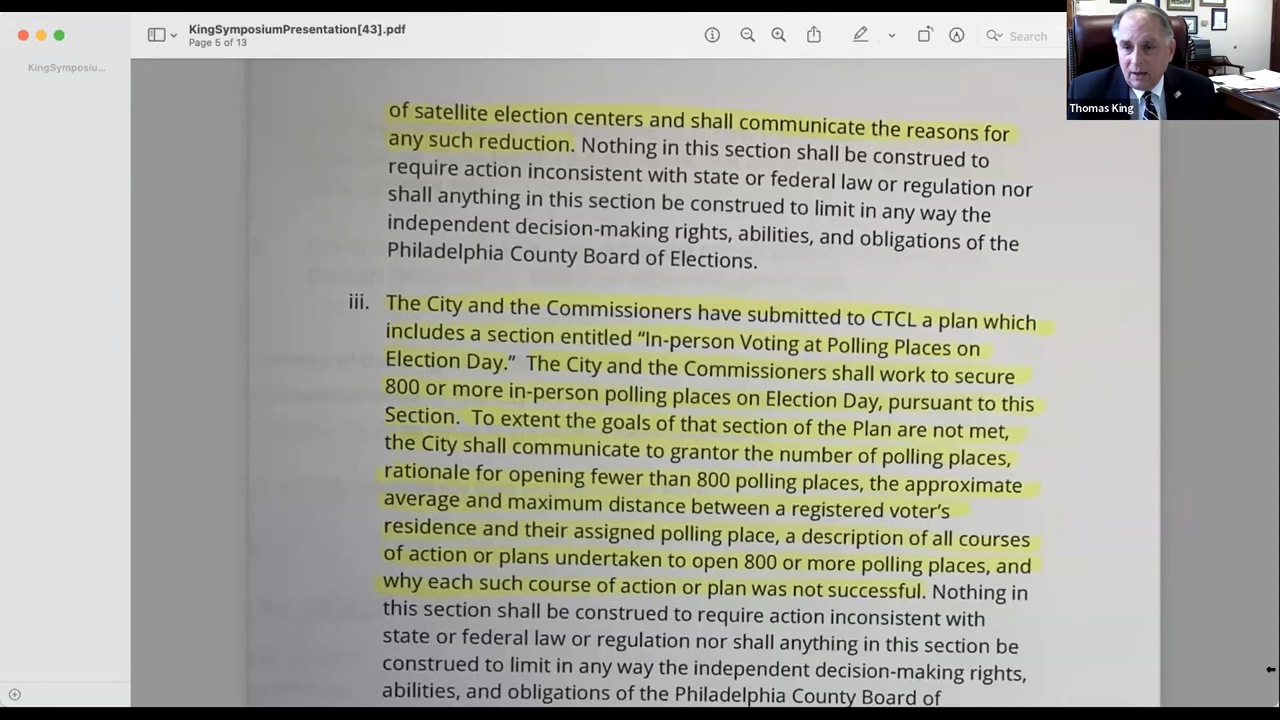 KingSymposiumPresentation[43].pdf
Page 5 of 13
Search
KingSymposiu...
Thomas King
of satellite election centers and shall communicate the reasons for
any such reduction. Nothing in this section shall be construed to
require action inconsistent with state or federal law or regulation nor
shall anything in this section be construed to limit in any way the
independent decision-making rights, abilities, and obligations of the
Philadelphia County Board of Elections.
iii. The City and the Commissioners have submitted to CTCL a plan which
includes a section entitled “In-person Voting at Polling Places on
Election Day.” The City and the Commissioners shall work to secure
800 or more in-person polling places on Election Day, pursuant to this
Section. To extent the goals of that section of the Plan are not met,
the City shall communicate to grantor the number of polling places,
rationale for opening fewer than 800 polling places, the approximate
average and maximum distance between a registered voter’s
residence and their assigned polling place, a description of all courses
of action or plans undertaken to open 800 or more polling places, and
why each such course of action or plan was not successful. Nothing in
this section shall be construed to require action inconsistent with
state or federal law or regulation nor shall anything in this section be
construed to limit in any way the independent decision-making rights,
abilities, and obligations of the Philadelphia County Board of